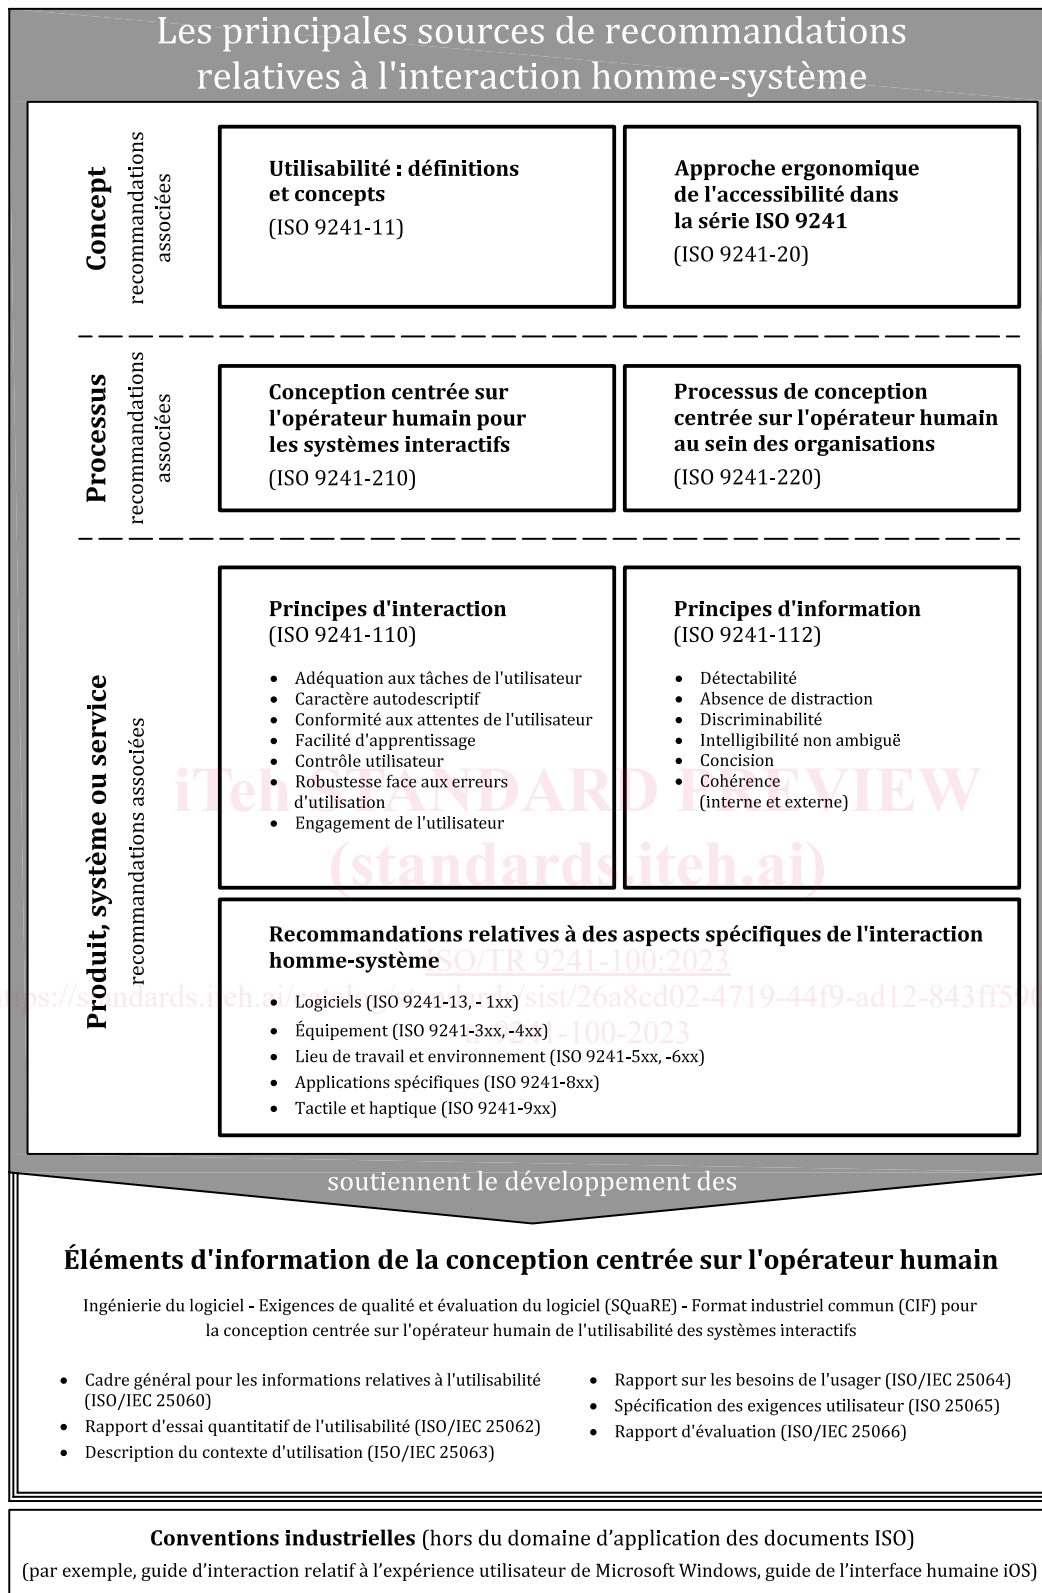 Les principales sources de recommandations
relatives à l'interaction homme-système
Concept
recommandations
associées
Utilisabilité : définitions
et concepts
(ISO 9241-11)
Approche ergonomique
de l'accessibilité dans
la série ISO 9241
(ISO 9241-20)
Processus
recommandations
associées
Conception centrée sur
l'opérateur humain pour
les systèmes interactifs
(ISO 9241-210)
Processus de conception
centrée sur l'opérateur humain
au sein des organisations
(ISO 9241-220)
Produit, système ou service
recommandations associées
Principes d'interaction
(ISO 9241-110)
• Adéquation aux tâches de l'utilisateur
• Caractère autodescriptif
• Conformité aux attentes de l'utilisateur
• Facilité d'apprentissage
• Contrôle utilisateur
• Robustesse face aux erreurs
d'utilisation
• Engagement de l'utilisateur
Principes d'information
(ISO 9241-112)
• Détectabilité
• Absence de distraction
• Discriminabilité
• Intelligibilité non ambiguë
• Concision
• Cohérence
(interne et externe)
iTeh STANDARD PREVIEW
(standards.iteh.ai)
Recommandations relatives à des aspects spécifiques de l'interaction
homme-système
ISO/TR 9241-100:2023
• Logiciels (ISO 9241-13, - 1xx)
• Équipement (ISO 9241-3xx, -4xx)
• Lieu de travail et environnement (ISO 9241-5xx, -6xx)
• Applications spécifiques (ISO 9241-8xx)
• Tactile et haptique (ISO 9241-9xx)
soutiennent le développement des
Éléments d'information de la conception centrée sur l'opérateur humain
Ingénierie du logiciel - Exigences de qualité et évaluation du logiciel (SQuaRE) - Format industriel commun (CIF) pour
la conception centrée sur l'opérateur humain de l'utilisabilité des systèmes interactifs
• Cadre général pour les informations relatives à l'utilisabilité
(ISO/IEC 25060)
• Rapport d'essai quantitatif de l'utilisabilité (ISO/IEC 25062)
• Description du contexte d'utilisation (I5O/IEC 25063)
• Rapport sur les besoins de l'usager (ISO/IEC 25064)
• Spécification des exigences utilisateur (ISO 25065)
• Rapport d'évaluation (ISO/IEC 25066)
Conventions industrielles (hors du domaine d'application des documents ISO)
(par exemple, guide d'interaction relatif à l'expérience utilisateur de Microsoft Windows, guide de l'interface humaine iOS)